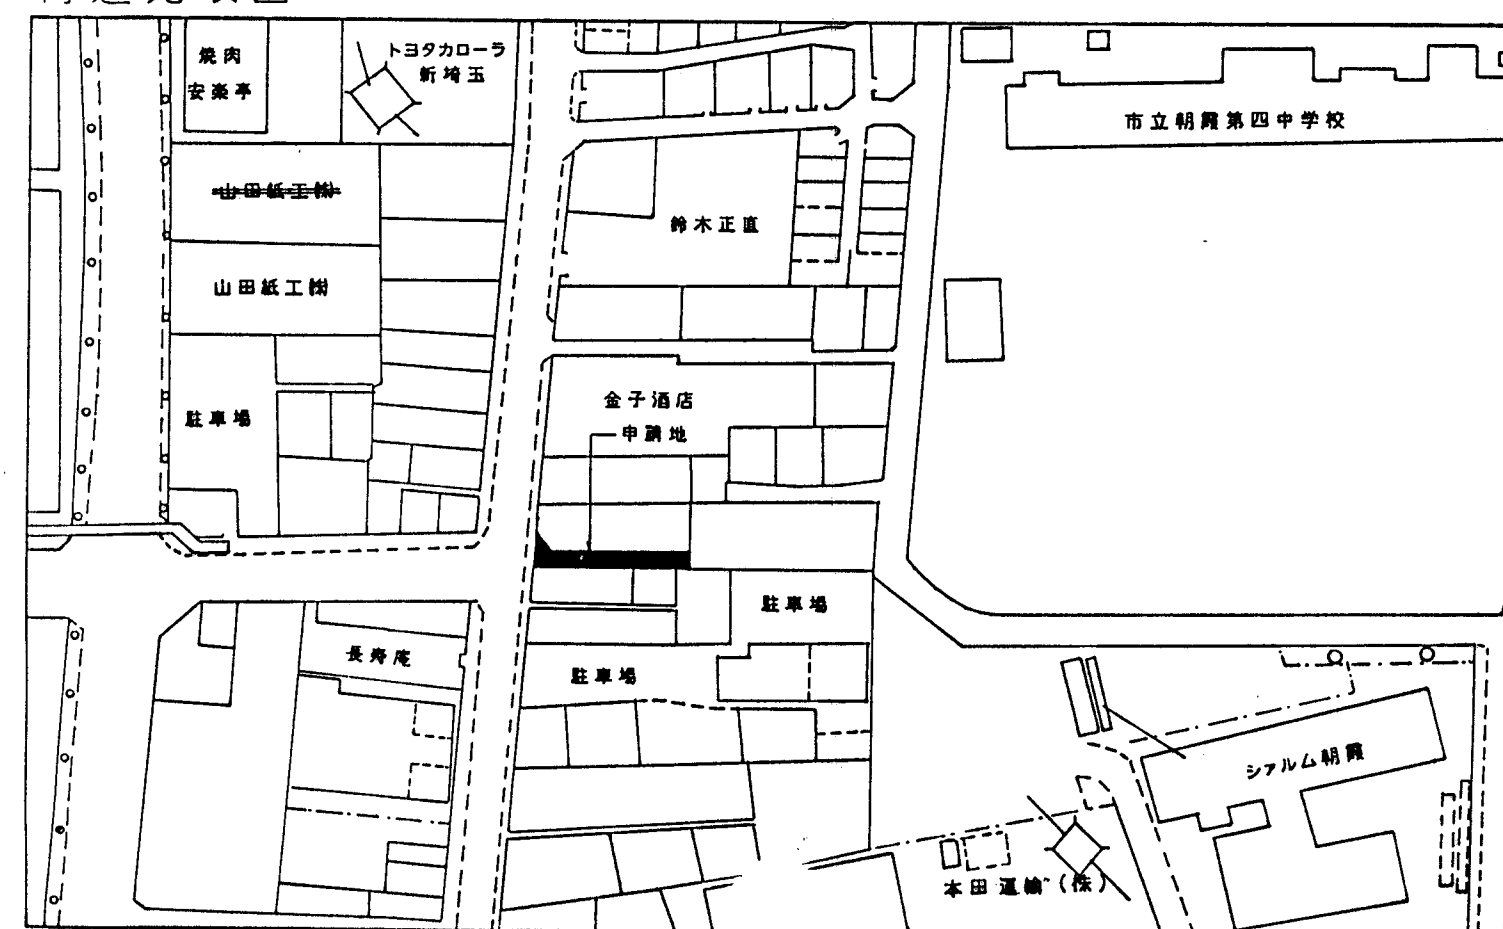 焼肉
安楽亭
トヨタカローラ
新埼玉
市立朝霞第四中学校
山田紙工㈱
鈴木正直
山田紙工㈱
金子酒店
駐車場
申請地
駐車場
長寿庵
駐車場
シァルム朝霞
本田運輸(株)